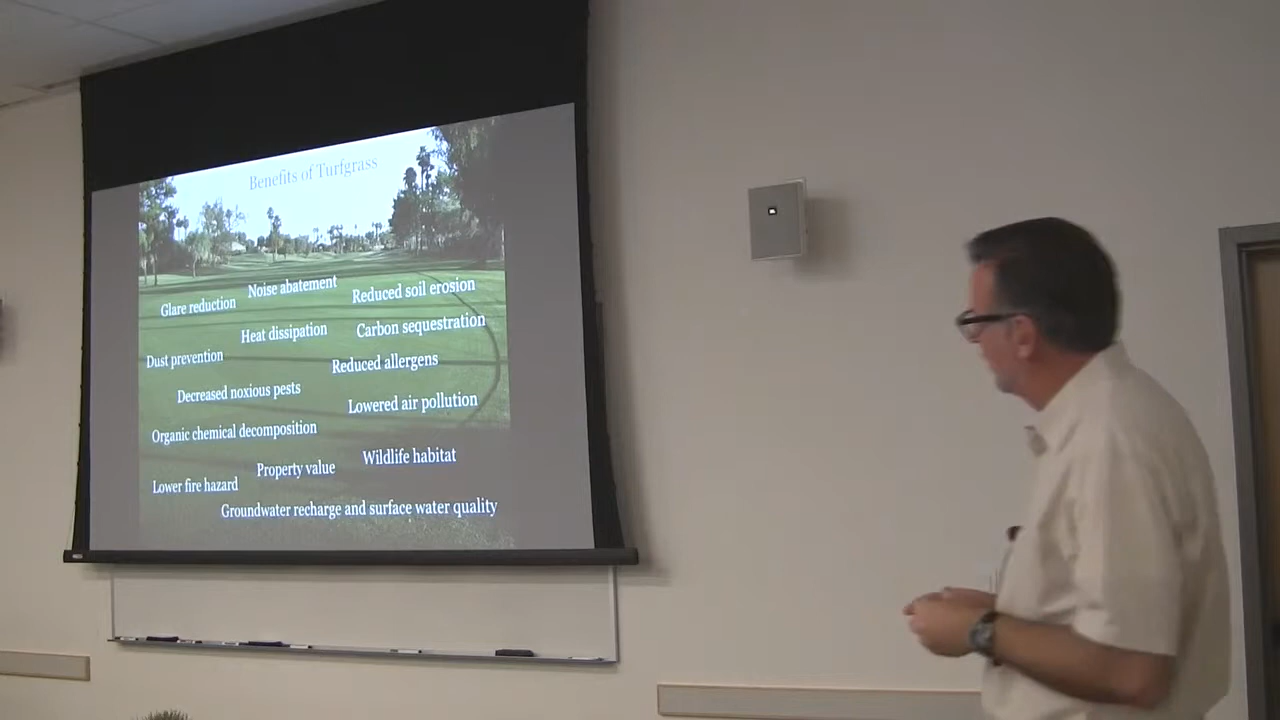 Benefits of Turfgrass
Noise abatement
Glare reduction
Reduced soil erosion
Heat dissipation
Carbon sequestration
Dust prevention
Reduced allergens
Decreased noxious pests
Lowered air pollution
Organic chemical decomposition
Wildlife habitat
Property value
Lower fire hazard
Groundwater recharge and surface water quality